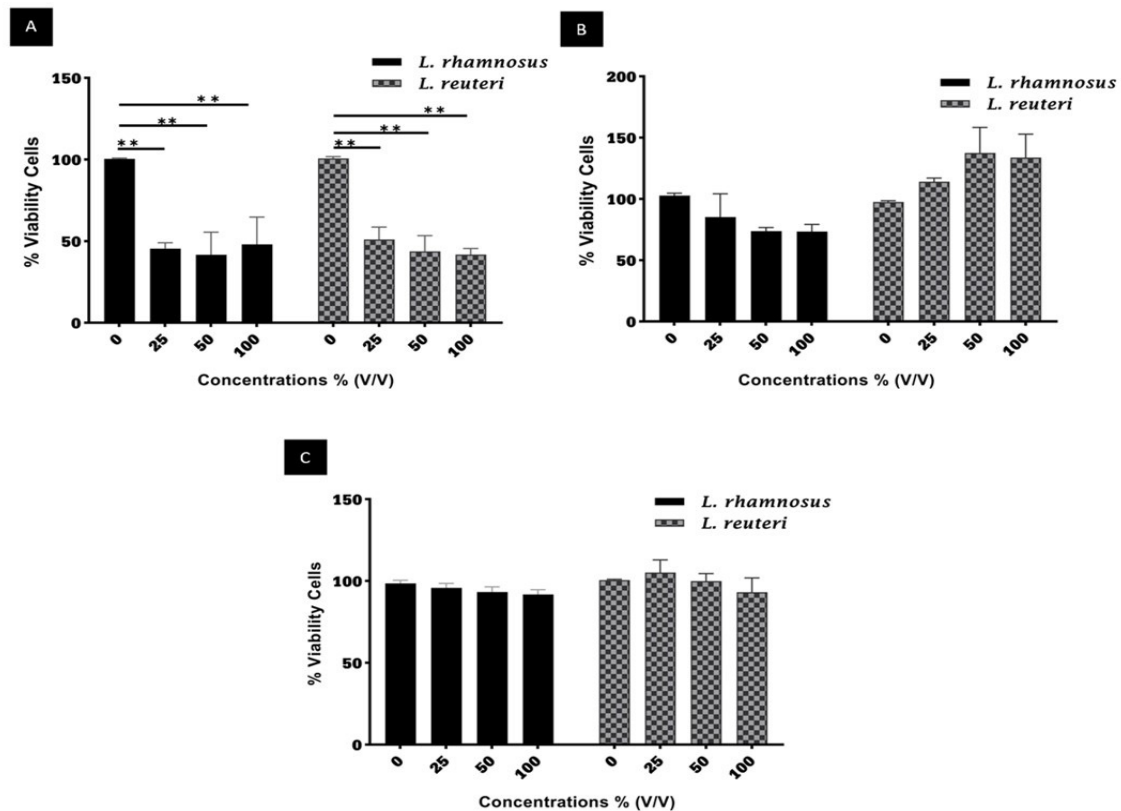 A
L. rhamnosus
L. reuteri
% Viability Cells
150
100
50
0
** ** **
** ** **
0 25 50 100 0 25 50 100
Concentrations % (V/V)
B
L. rhamnosus
L. reuteri
% Viability Cells
200
150
100
50
0
0 25 50 100 0 25 50 100
Concentrations % (V/V)
C
L. rhamnosus
L. reuteri
% Viability Cells
150
100
50
0
0 25 50 100 0 25 50 100
Concentrations % (V/V)